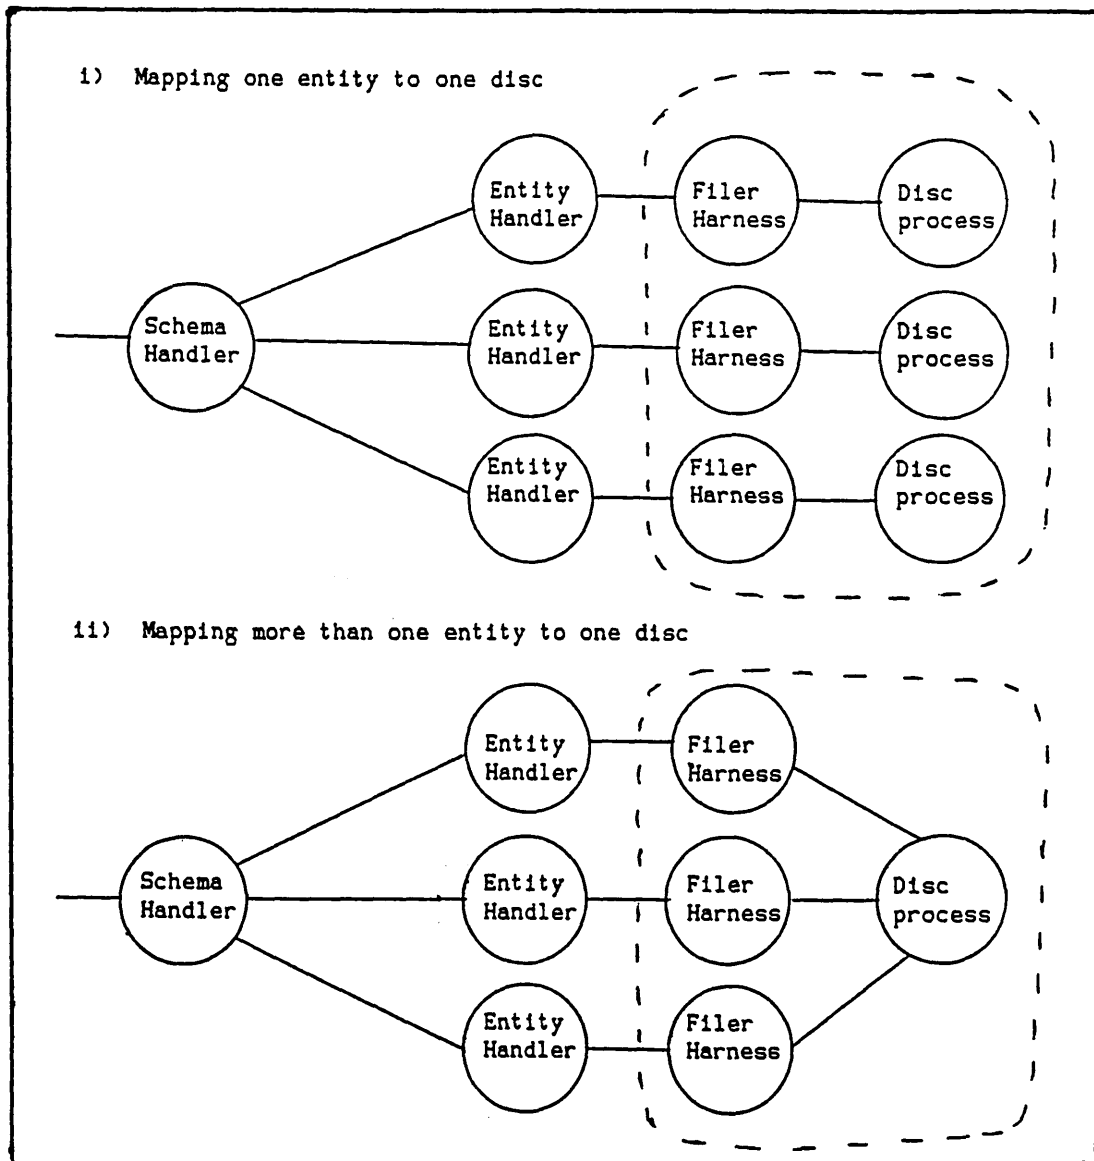 i) Mapping one entity to one disc
Entity
Handler
Filer
Harness
Disc
process
Schema
Handler
Entity
Handler
Filer
Harness
Disc
process
Entity
Handler
Filer
Harness
Disc
process
ii) Mapping more than one entity to one disc
Entity
Handler
Filer
Harness
Schema
Handler
Entity
Handler
Filer
Harness
Disc
process
Entity
Handler
Filer
Harness